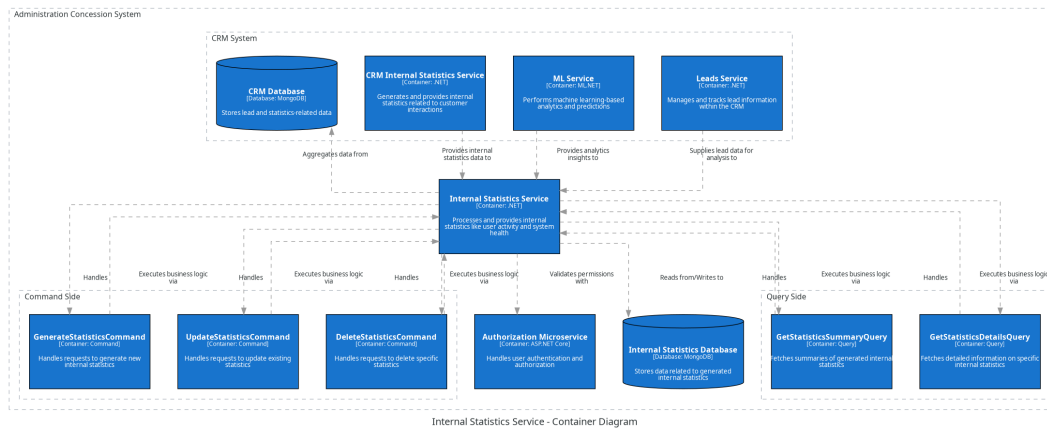 Administration Concession System
CRM System
CRM Database
[Database: MongoDB]
Stores lead and statistics-related data
CRM Internal Statistics Service
[Container: .NET]
Generates and provides internal
statistics related to customer
interactions
ML Service
[Container: ML.NET]
Performs machine learning-based
analytics and predictions
Leads Service
[Container: .NET]
Manages and tracks lead information
within the CRM
Aggregates data from
Provides internal
statistics data to
Provides analytics
insights to
Supplies lead data for
analysis to
Internal Statistics Service
[Container: .NET]
Processes and provides internal
statistics like user activity and system
health
Handles
Executes business logic
via
Handles
Executes business logic
via
Handles
Executes business logic
via
Validates permissions
with
Reads from/Writes to
Handles
Executes business logic
via
Handles
Executes business logic
via
Command Side
GenerateStatisticsCommand
[Container: Command]
Handles requests to generate new
internal statistics
UpdateStatisticsCommand
[Container: Command]
Handles requests to update existing
statistics
DeleteStatisticsCommand
[Container: Command]
Handles requests to delete specific
statistics
Authorization Microservice
[Container: ASP.NET Core]
Handles user authentication and
authorization
Internal Statistics Database
[Database: MongoDB]
Stores data related to generated
internal statistics
Query Side
GetStatisticsSummaryQuery
[Container: Query]
Fetches summaries of generated internal
statistics
GetStatisticsDetailsQuery
[Container: Query]
Fetches detailed information on specific
internal statistics
Internal Statistics Service - Container Diagram